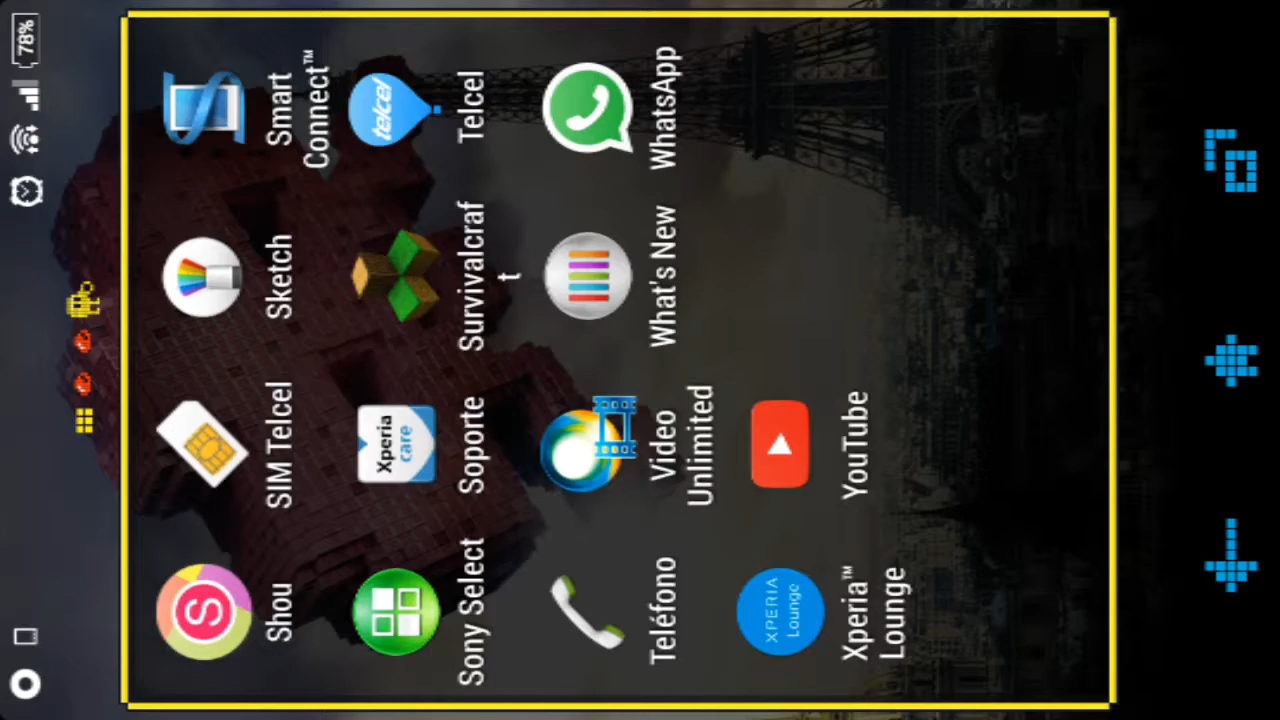 78%
Shou
SIM Telcel
Sketch
Smart
Connect™
Sony Select
Xperia
care
Soporte
Survivalcraf
t
telcel
Telcel
Teléfono
Video
Unlimited
What's New
WhatsApp
XPERIA
Lounge
Xperia™
Lounge
YouTube